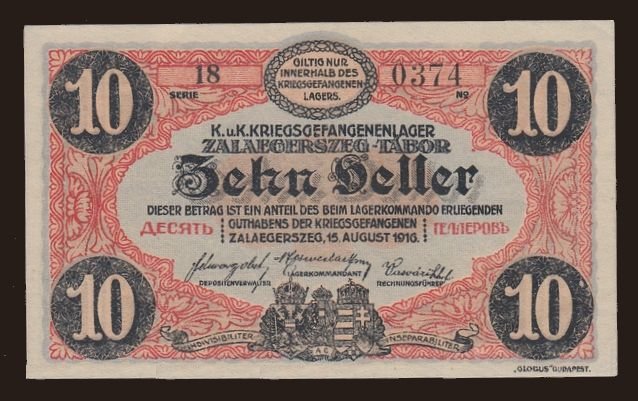 10
10
18
SERIE
GILTIG NUR
INNERHALB DES
KRIEGSGEFANGENEN
LAGERS.
0374
No
K. u K. KRIEGSGEFANGENENLAGER
ZALAEGERSZEG-TÁBOR
Zehn Heller
DIESER BETRAG IST EIN ANTEIL DES BEIM LAGERKOMMANDO ERLIEGENDEN
GUTHABENS DER KRIEGSGEFANGENEN
ДЕСЯТЬ
ГЕЛЛЕРОВЪ
ZALAEGERSZEG, 15. AUGUST 1916.
DEPOSITENVERWALTER
LAGERKOMMANDANT
RECHNUNGSFÜHRER
10
10
INDIVISIBILITER
AC
INSEPARABILITER
„GLOBUS" BUDAPEST.